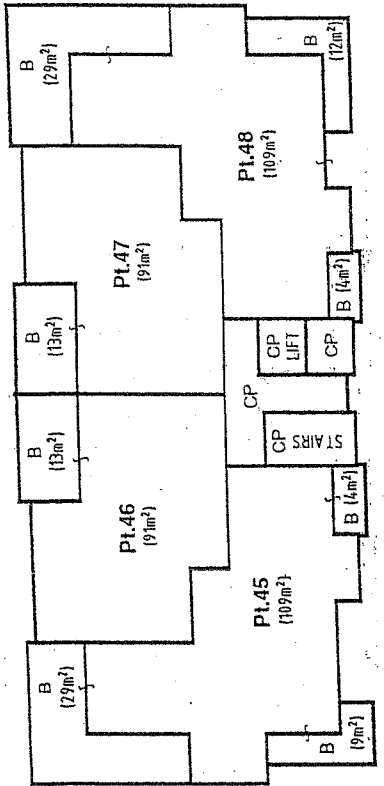 B
(29m²)
B
(13m²)
B
(13m²)
B
(29m²)
Pt.46
(91m²)
Pt.47
(91m²)
Pt.45
(109m²)
Pt.48
(109m²)
CP
CP
STAIRS
CP
LIFT
CP
B
(9m²)
B (4m²)
B (4m²)
B
(12m²)